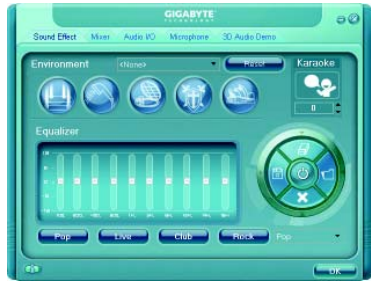 GIGABYTE
TECHNOLOGY
Sound Effect Mixer Audio I/O Microphone 3D Audio Demo
Environment <None> Reset Karaoke
0
Equalizer
Pop Live Club Rock Pop
OK